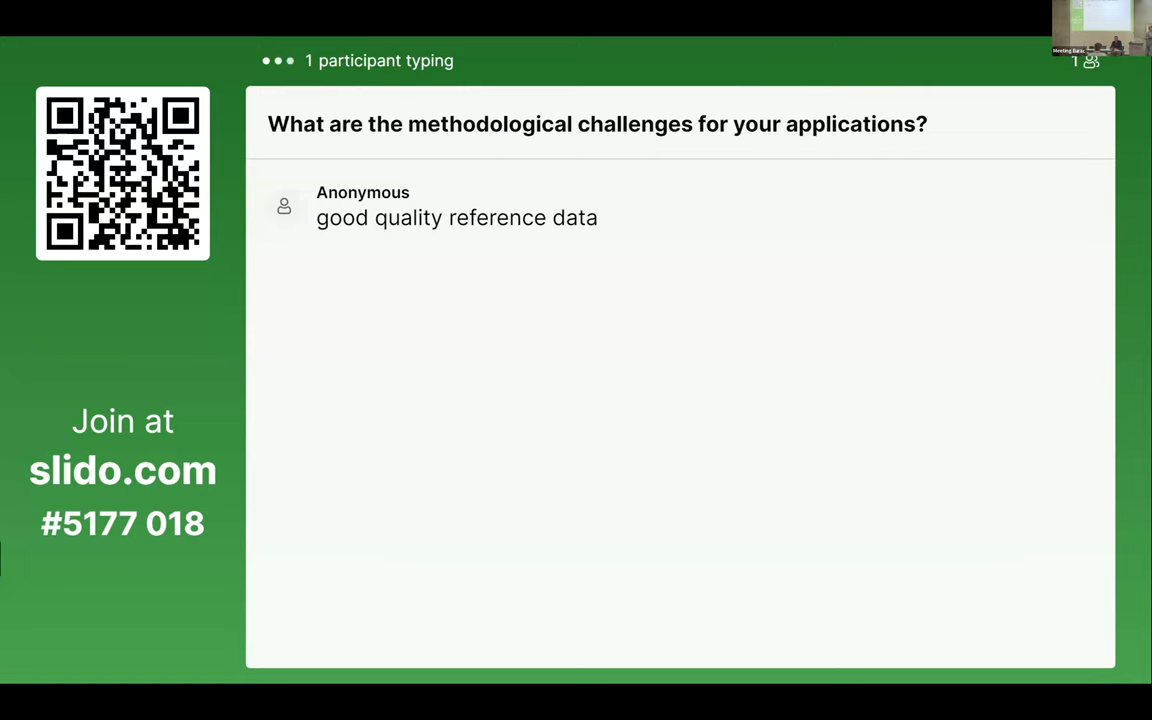 1 participant typing
1
What are the methodological challenges for your applications?
Anonymous
good quality reference data
Join at
slido.com
#5177 018